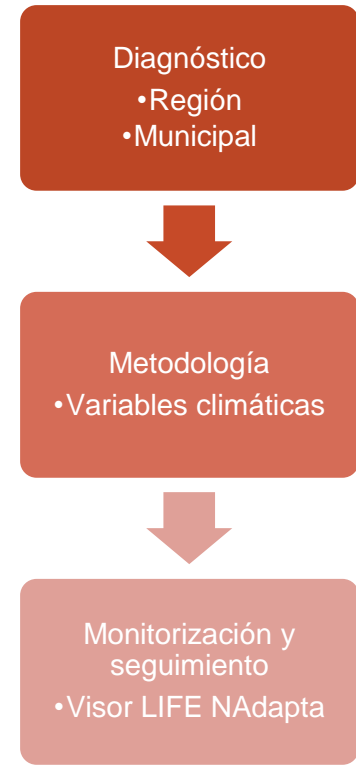 Diagnóstico
•Región
•Municipal
Metodología
•Variables climáticas
Monitorización y
seguimiento
•Visor LIFE NAdapta